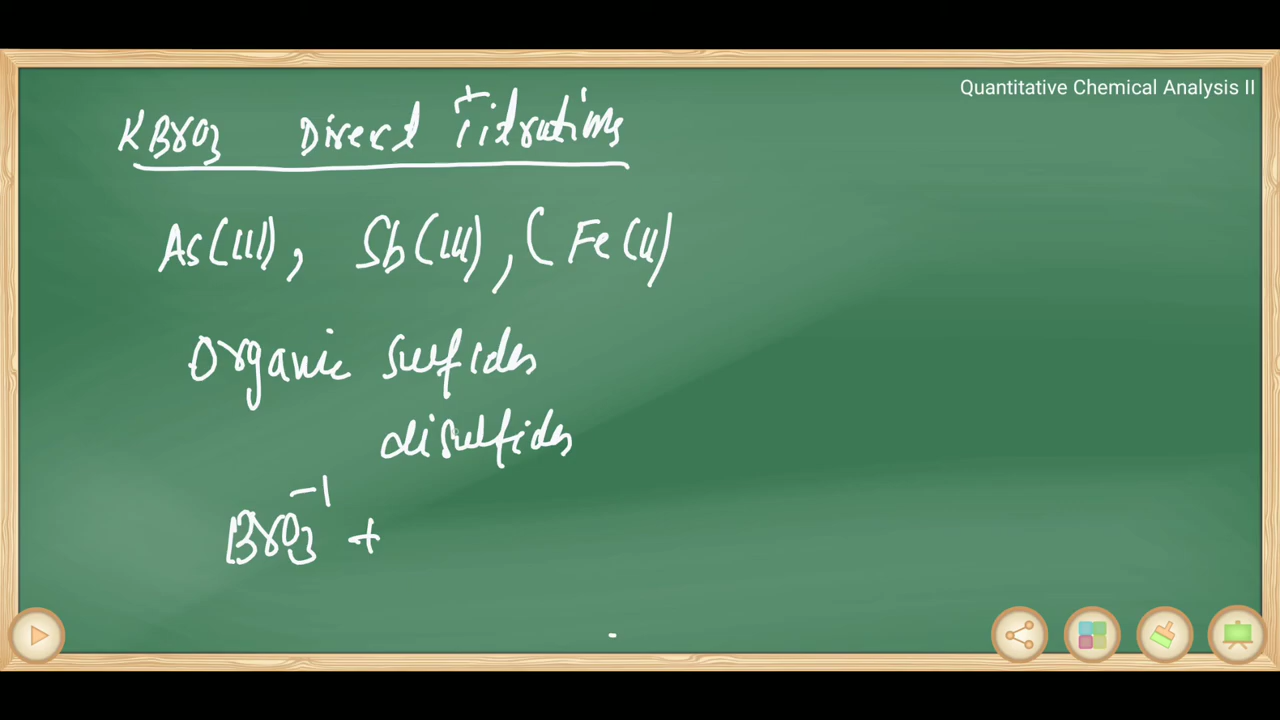 Quantitative Chemical Analysis II
KBrO3 Direct Titrations
As(III), Sb(III), (Fe(II)
Organic sulfides
disulfides
BrO3⁻¹ +